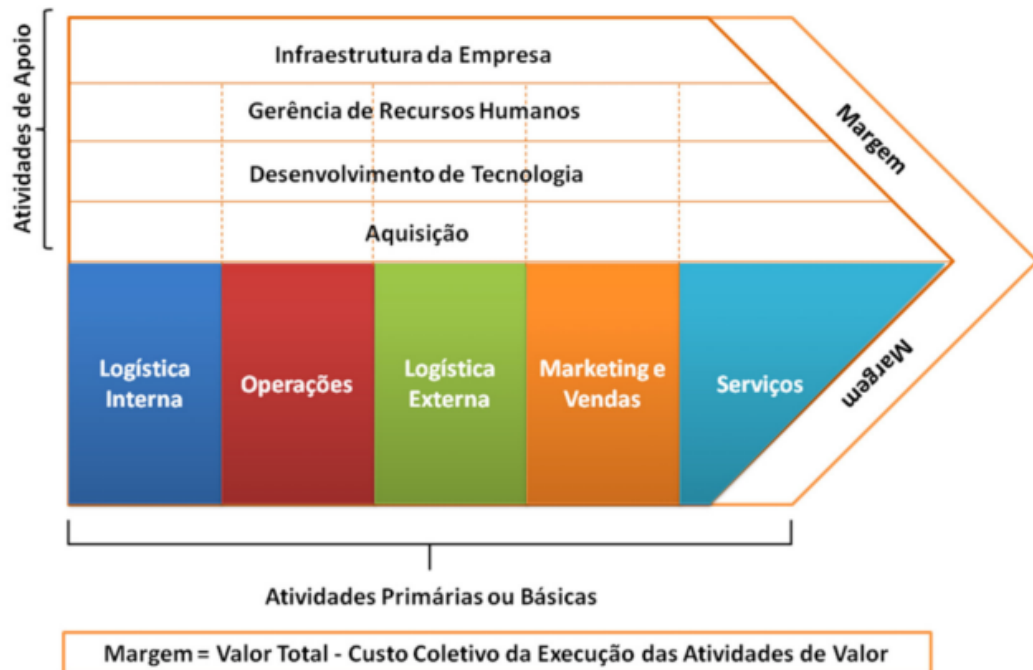 Atividades de Apoio
Infraestrutura da Empresa
Gerência de Recursos Humanos
Desenvolvimento de Tecnologia
Aquisição
Margem
Logística
Interna
Operações
Logística
Externa
Marketing e
Vendas
Serviços
Margem
Atividades Primárias ou Básicas
Margem = Valor Total - Custo Coletivo da Execução das Atividades de Valor